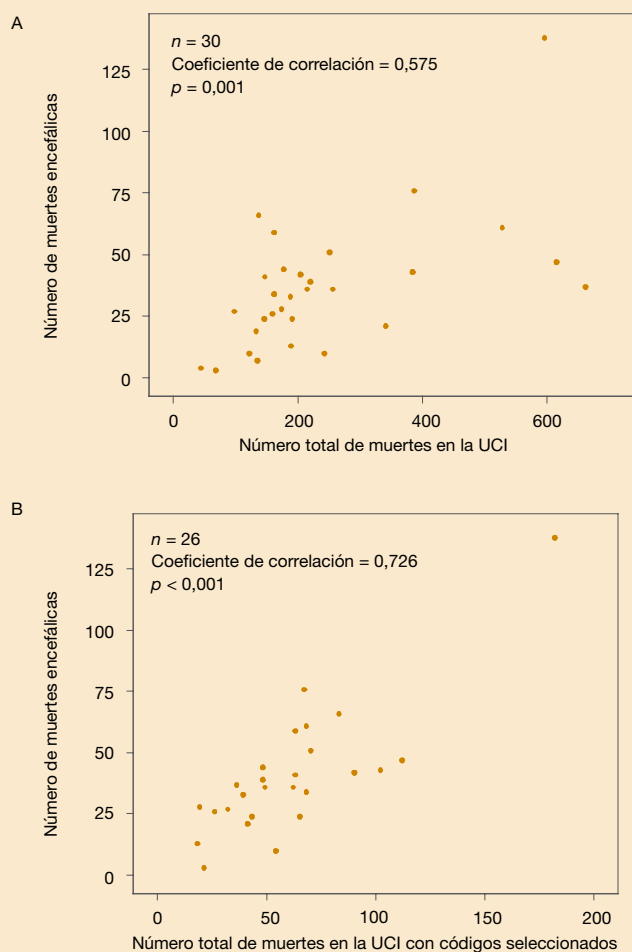 A
n = 30
Coeficiente de correlación = 0,575
p = 0,001
Número de muertes encefálicas
125
100
75
50
25
0
0 200 400 600
Número total de muertes en la UCI
B
n = 26
Coeficiente de correlación = 0,726
p < 0,001
Número de muertes encefálicas
125
100
75
50
25
0
0 50 100 150 200
Número total de muertes en la UCI con códigos seleccionados